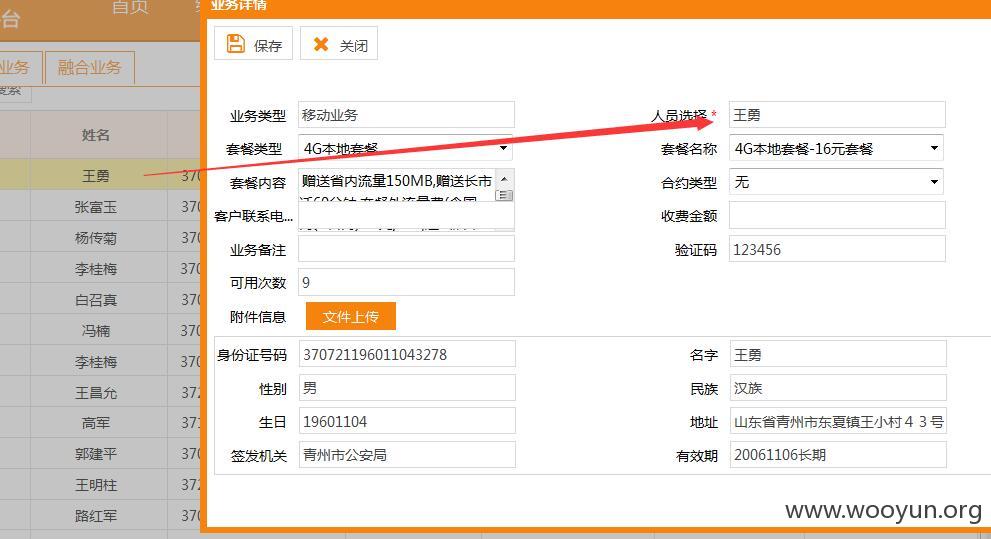 首页
台
业务 融合业务
搜索
姓名
王勇 370
张富玉 370
杨传菊 370
李桂梅 370
白召真 370
冯楠 370
李桂梅 370
王昌允 372
高军 371
郭建平 372
王明柱 372
路红军 370
业务详情
保存 关闭
业务类型 移动业务 人员选择* 王勇
套餐类型 4G本地套餐 套餐名称 4G本地套餐-16元套餐
套餐内容 赠送省内流量150MB,赠送长市 合约类型 无
客户联系电... 收费金额
业务备注 验证码 123456
可用次数 9
附件信息 文件上传
身份证号码 370721196011043278 名字 王勇
性别 男 民族 汉族
生日 19601104 地址 山东省青州市东夏镇王小村４３号
签发机关 青州市公安局 有效期 20061106长期
www.wooyun.org